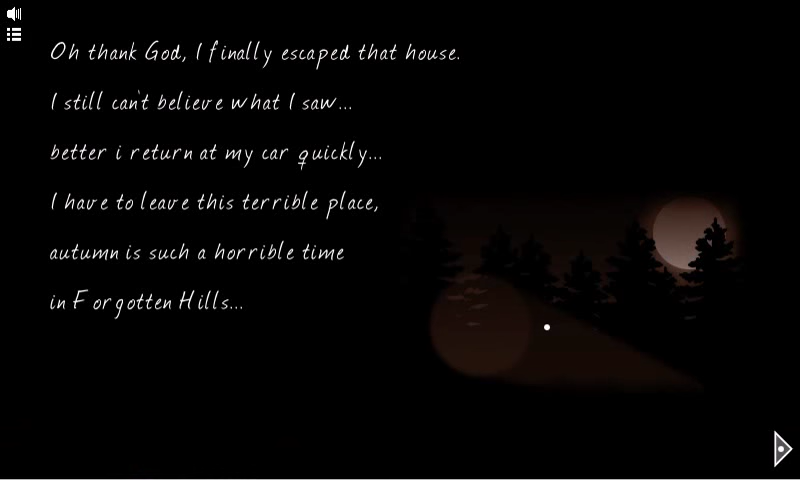 Oh thank God, I finally escaped that house.
I still can't believe what I saw...
better i return at my car quickly...
I have to leave this terrible place,
autumn is such a horrible time
in Forgotten Hills...